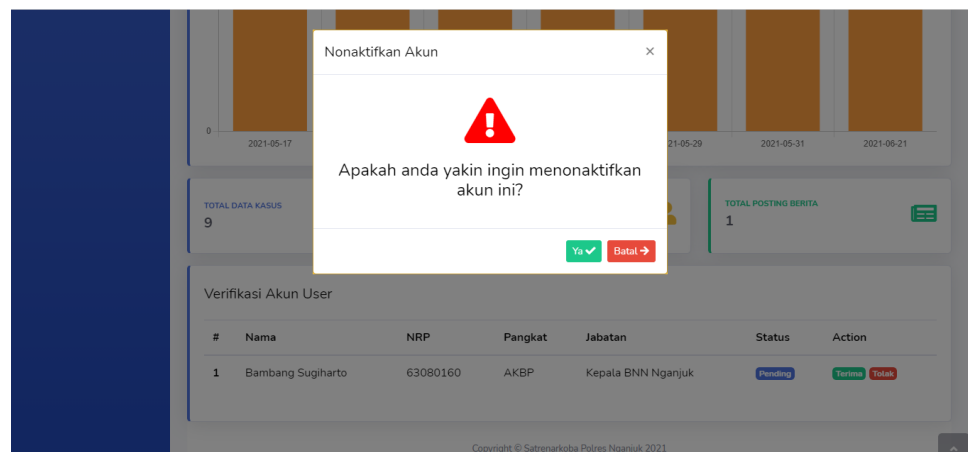 Nonaktifkan Akun ×
Apakah anda yakin ingin menonaktifkan
akun ini?
Ya Batal
0
2021-05-17 21-05-29 2021-05-31 2021-06-21
TOTAL DATA KASUS
9
TOTAL POSTING BERITA
1
Verifikasi Akun User
# Nama NRP Pangkat Jabatan Status Action
1 Bambang Sugiharto 63080160 AKBP Kepala BNN Nganjuk Pending Terima Tolak
Copyright © Satrenarkoba Polres Nganjuk 2021